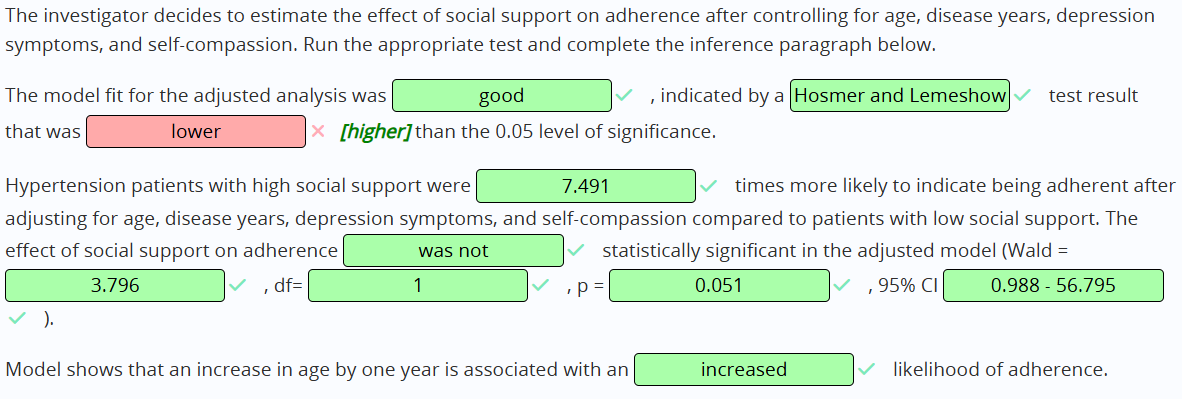 The investigator decides to estimate the effect of social support on adherence after controlling for age, disease years, depression
symptoms, and self-compassion. Run the appropriate test and complete the inference paragraph below.
The model fit for the adjusted analysis was good ✓ , indicated by a Hosmer and Lemeshow ✓ test result
that was lower ✕ [higher] than the 0.05 level of significance.
Hypertension patients with high social support were 7.491 ✓ times more likely to indicate being adherent after
adjusting for age, disease years, depression symptoms, and self-compassion compared to patients with low social support. The
effect of social support on adherence was not ✓ statistically significant in the adjusted model (Wald =
3.796 ✓ , df= 1 ✓ , p = 0.051 ✓ , 95% CI 0.988 - 56.795
✓ ).
Model shows that an increase in age by one year is associated with an increased ✓ likelihood of adherence.